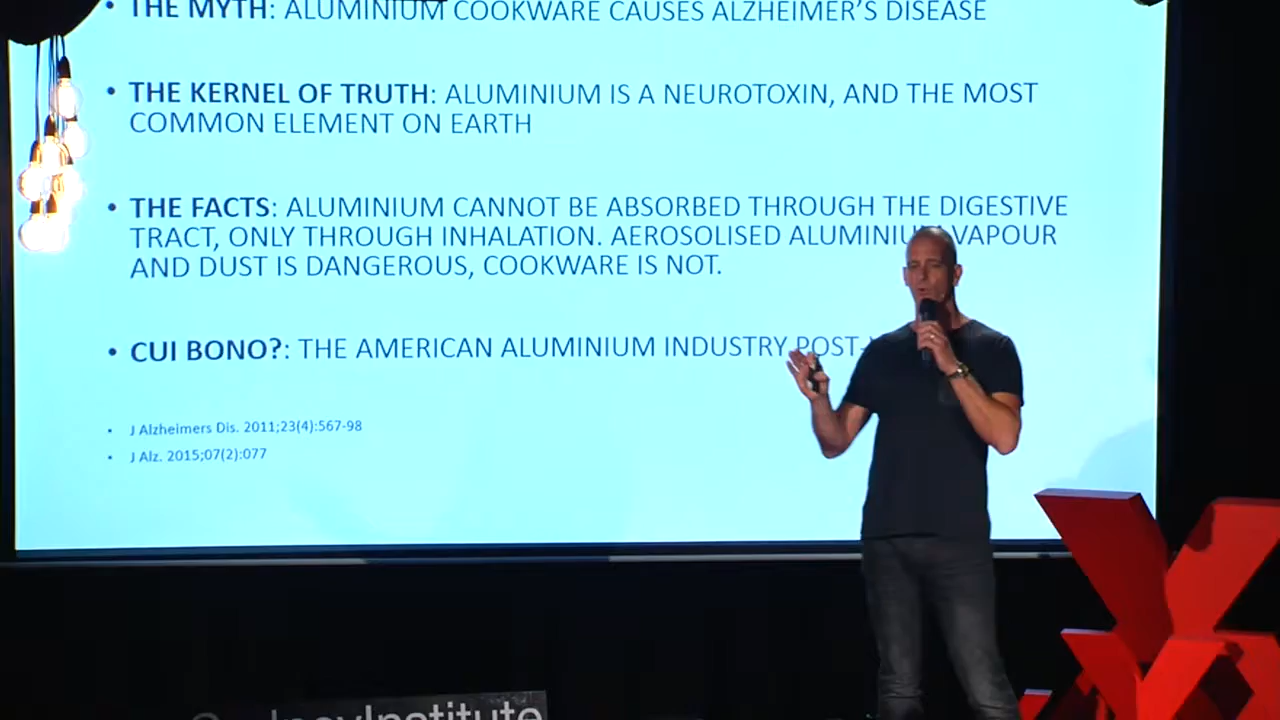 • THE MYTH: ALUMINIUM COOKWARE CAUSES ALZHEIMER'S DISEASE
• THE KERNEL OF TRUTH: ALUMINIUM IS A NEUROTOXIN, AND THE MOST
COMMON ELEMENT ON EARTH
• THE FACTS: ALUMINIUM CANNOT BE ABSORBED THROUGH THE DIGESTIVE
TRACT, ONLY THROUGH INHALATION. AEROSOLISED ALUMINIUM VAPOUR
AND DUST IS DANGEROUS, COOKWARE IS NOT.
• CUI BONO?: THE AMERICAN ALUMINIUM INDUSTRY POST-
• J Alzheimers Dis. 2011;23(4):567-98
• J Alz. 2015;07(2):077
SydneyInstitute